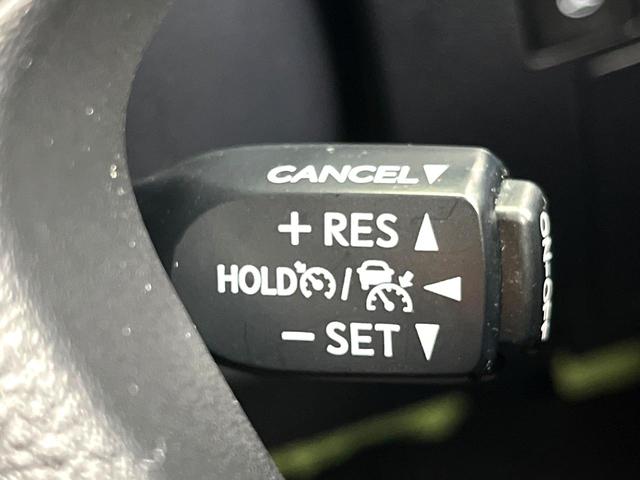 CANCEL▼
+ RES ▲
HOLD / ◀
− SET ▼
ON-OFF